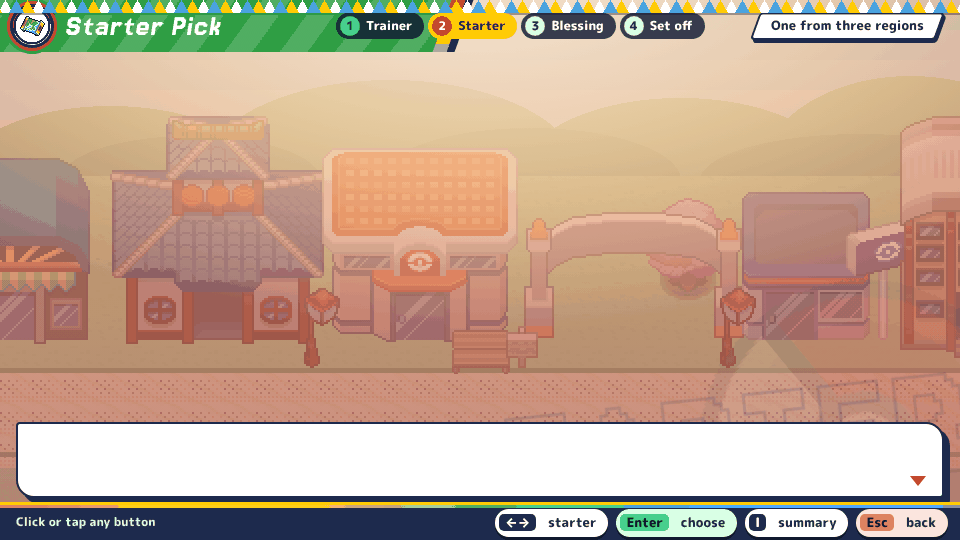 Starter Pick
1 Trainer
2 Starter
3 Blessing
4 Set off
One from three regions
Click or tap any button
←→ starter
Enter choose
I summary
Esc back